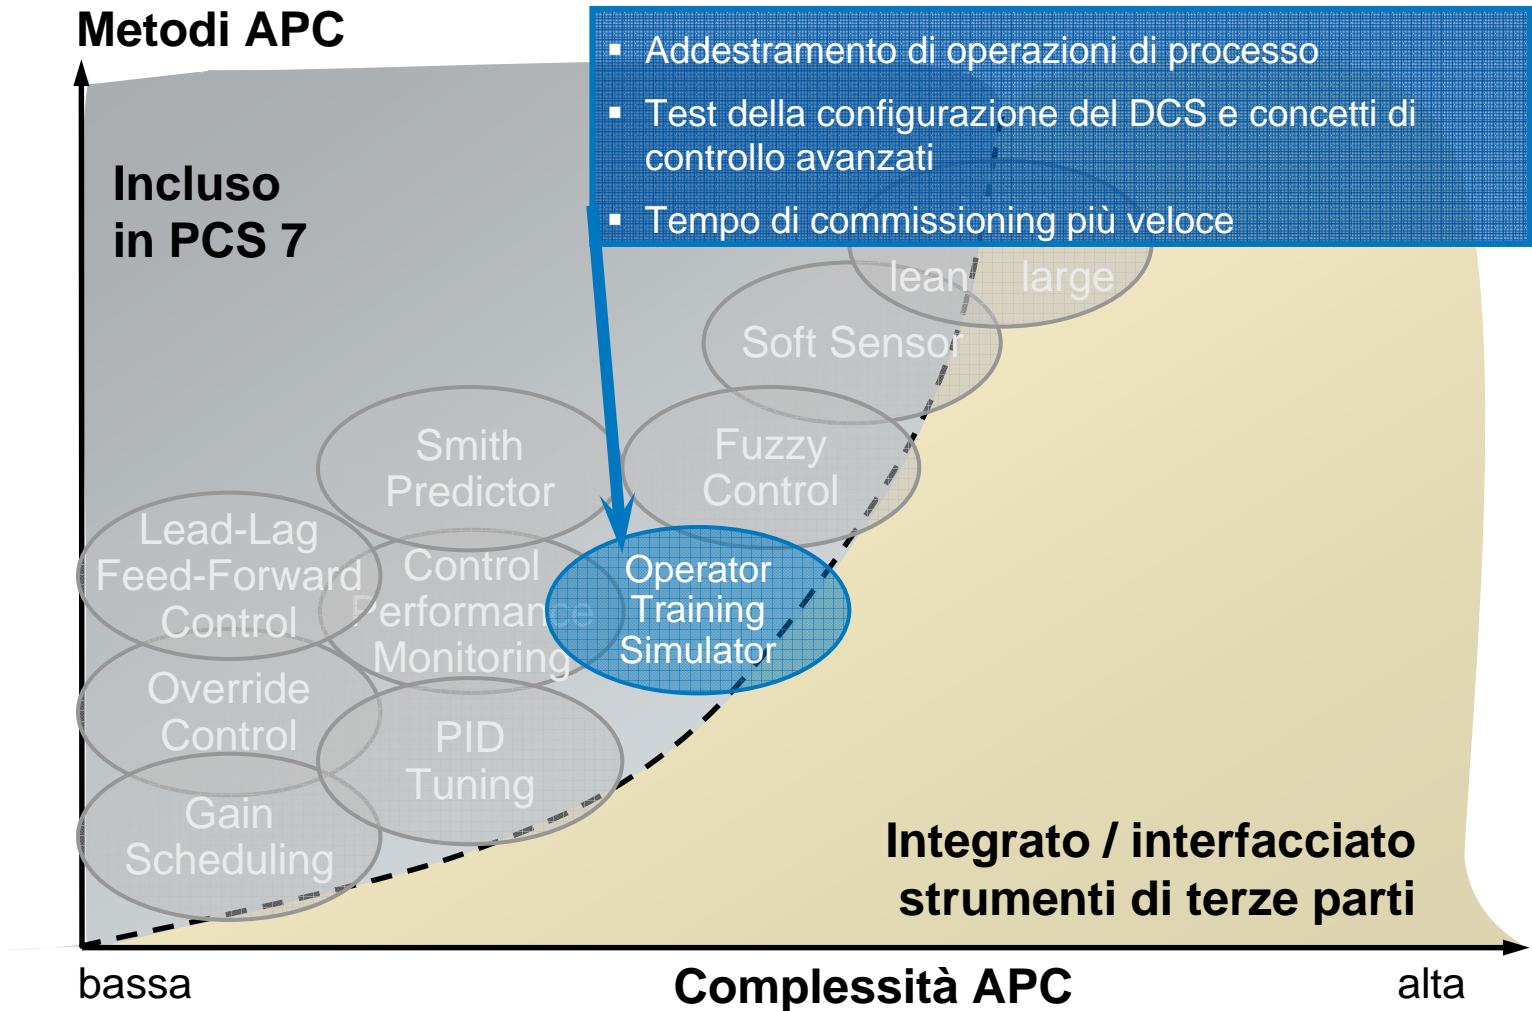 Metodi APC
Addestramento di operazioni di processo
Test della configurazione del DCS e concetti di
controllo avanzati
Tempo di commissioning più veloce
Incluso
in PCS 7
lean large
Soft Sensor
Smith
Predictor
Fuzzy
Control
Lead-Lag
Feed-Forward
Control
Control
Performance
Monitoring
Operator
Training
Simulator
Override
Control
PID
Tuning
Gain
Scheduling
Integrato / interfacciato
strumenti di terze parti
bassa
Complessità APC
alta